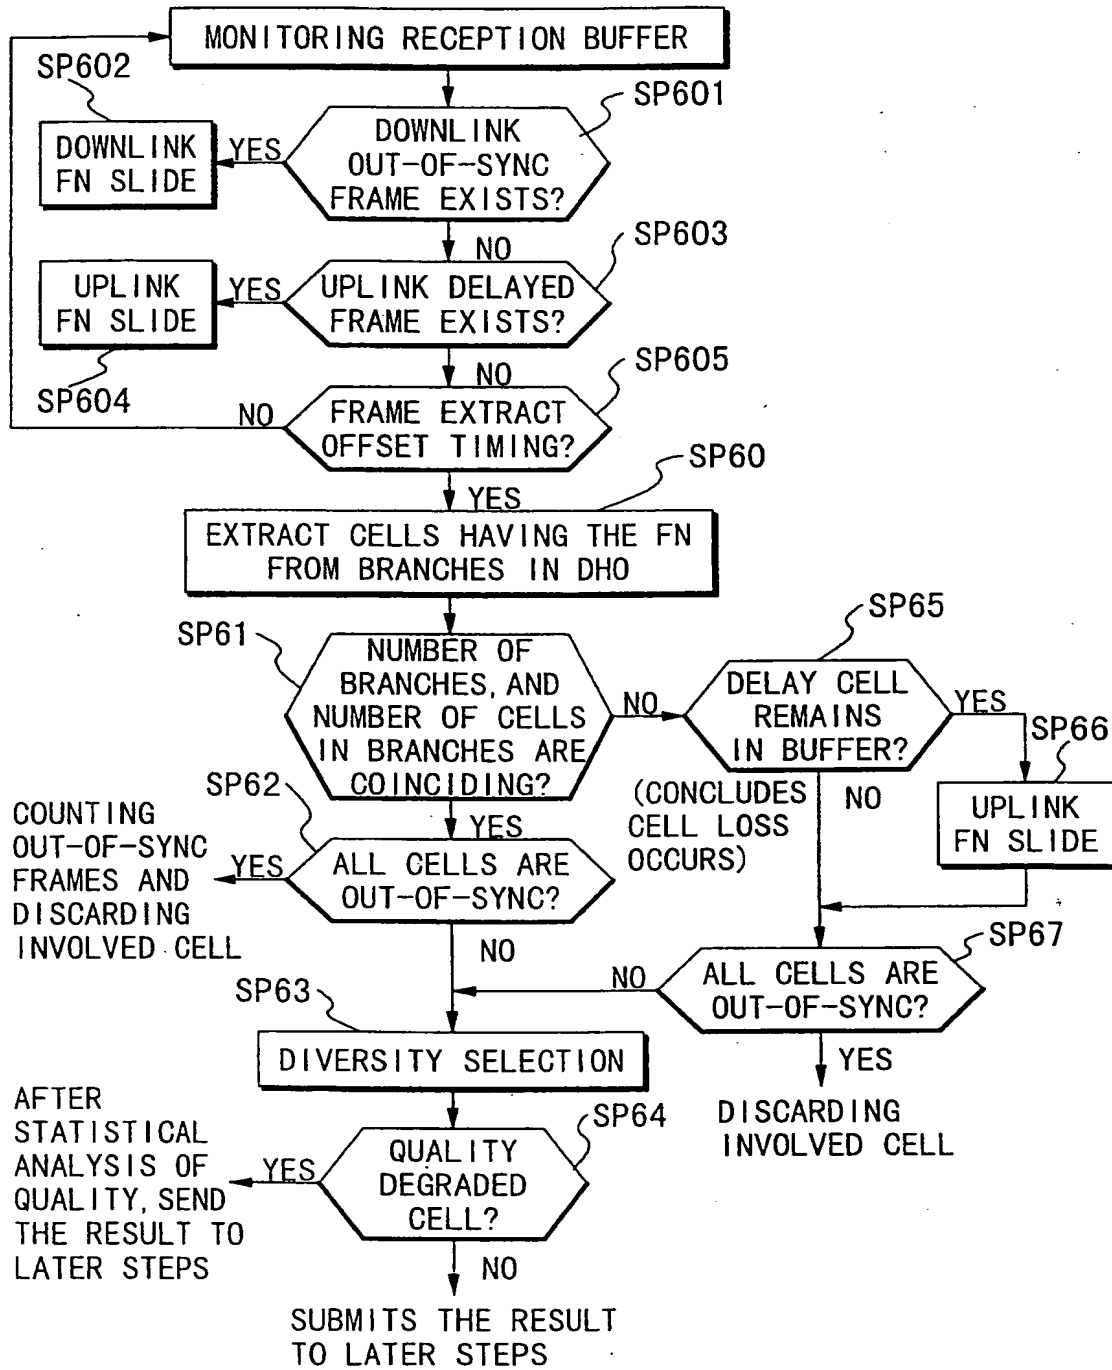 MONITORING RECEPTION BUFFER
SP602
SP601
DOWNLINK
OUT-OF-SYNC
FRAME EXISTS?
YES
DOWNLINK
FN SLIDE
NO
SP603
UPLINK DELAYED
FRAME EXISTS?
YES
UPLINK
FN SLIDE
SP604
NO
SP605
NO
FRAME EXTRACT
OFFSET TIMING?
YES
SP60
EXTRACT CELLS HAVING THE FN
FROM BRANCHES IN DHO
SP61
NUMBER OF
BRANCHES, AND
NUMBER OF CELLS
IN BRANCHES ARE
COINCIDING?
NO
SP65
DELAY CELL
REMAINS
IN BUFFER?
YES
SP66
UPLINK
FN SLIDE
(CONCLUDES
CELL LOSS
OCCURS)
NO
SP62
YES
ALL CELLS ARE
OUT-OF-SYNC?
YES
COUNTING
OUT-OF-SYNC
FRAMES AND
DISCARDING
INVOLVED CELL
NO
SP67
ALL CELLS ARE
OUT-OF-SYNC?
NO
YES
DISCARDING
INVOLVED CELL
SP63
DIVERSITY SELECTION
SP64
QUALITY
DEGRADED
CELL?
YES
AFTER
STATISTICAL
ANALYSIS OF
QUALITY, SEND
THE RESULT TO
LATER STEPS
NO
SUBMITS THE RESULT
TO LATER STEPS